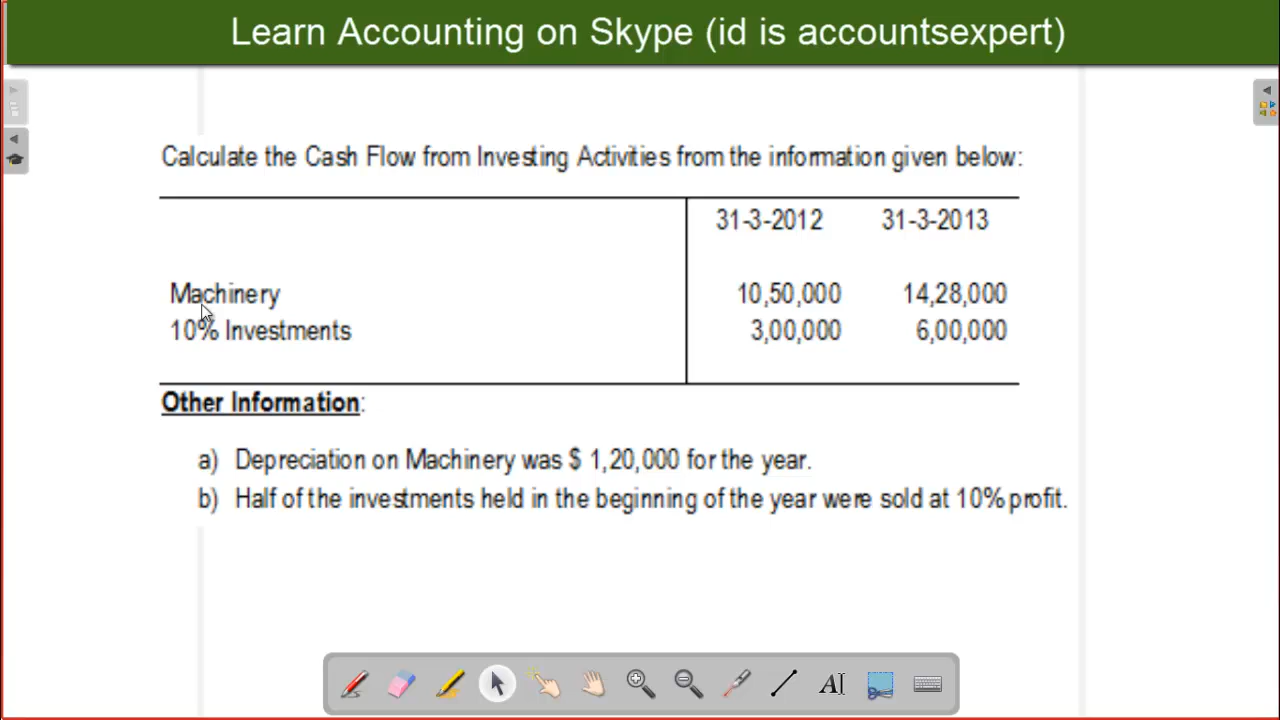 Learn Accounting on Skype (id is accountsexpert)
Calculate the Cash Flow from Investing Activities from the information given below:
31-3-2012 31-3-2013
Machinery 10,50,000 14,28,000
10% Investments 3,00,000 6,00,000
Other Information:
a) Depreciation on Machinery was $ 1,20,000 for the year.
b) Half of the investments held in the beginning of the year were sold at 10% profit.
AI